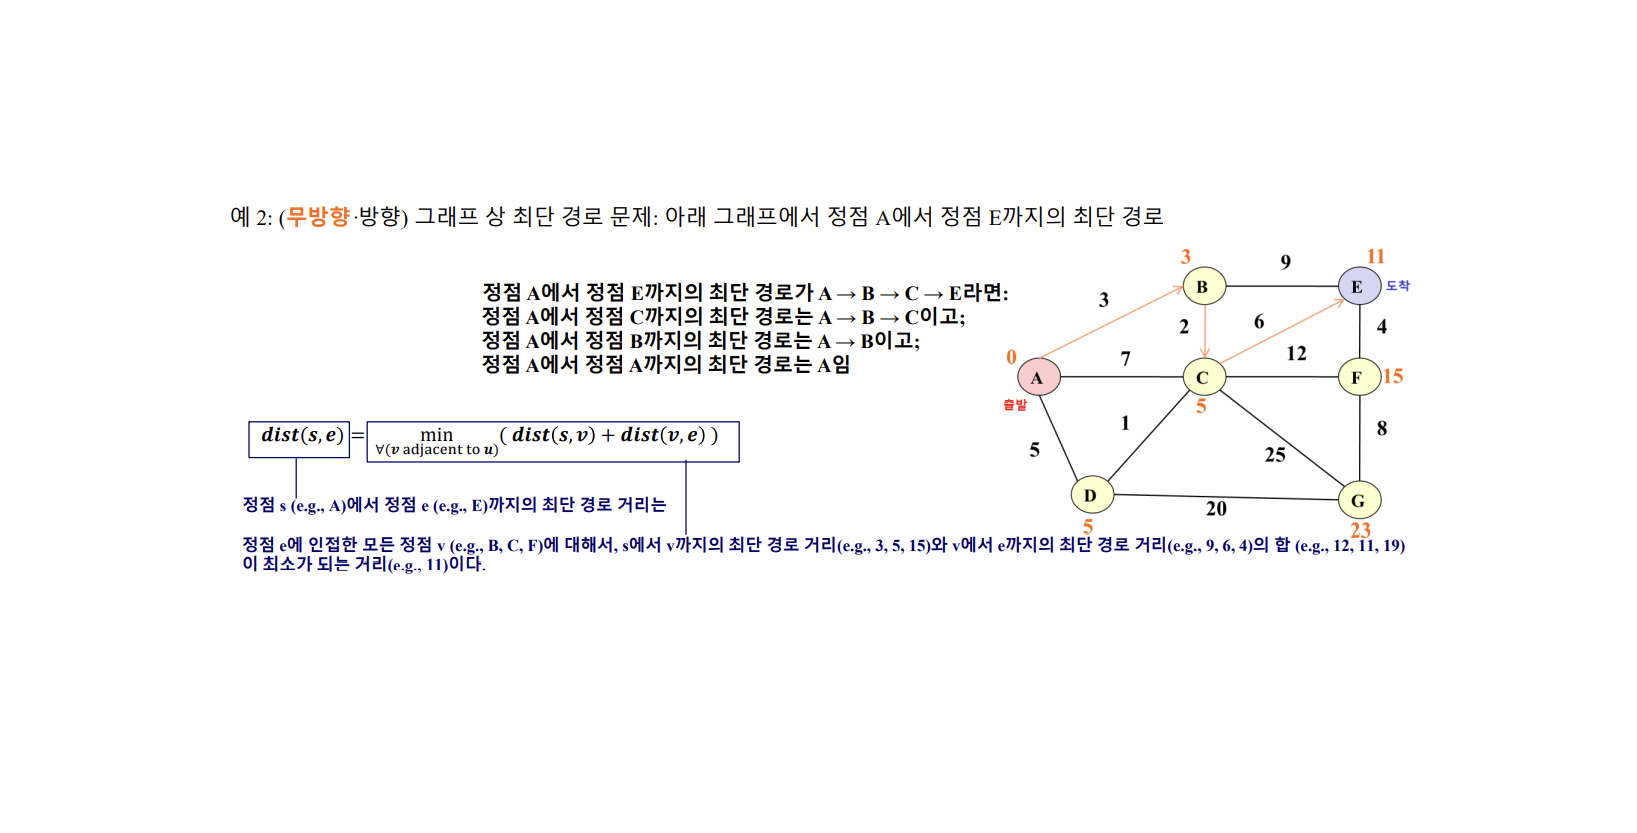 예 2: (무방향·방향) 그래프 상 최단 경로 문제: 아래 그래프에서 정점 A에서 정점 E까지의 최단 경로
정점 A에서 정점 E까지의 최단 경로가 A → B → C → E라면:
정점 A에서 정점 C까지의 최단 경로는 A → B → C이고;
정점 A에서 정점 B까지의 최단 경로는 A → B이고;
정점 A에서 정점 A까지의 최단 경로는 A임
dist(s, e) = min ( dist(s, v) + dist(v, e) )
∀(v adjacent to u)
정점 s (e.g., A)에서 정점 e (e.g., E)까지의 최단 경로 거리는
정점 e에 인접한 모든 정점 v (e.g., B, C, F)에 대해서, s에서 v까지의 최단 경로 거리(e.g., 3, 5, 15)와 v에서 e까지의 최단 경로 거리(e.g., 9, 6, 4)의 합 (e.g., 12, 11, 19)
이 최소가 되는 거리(e.g., 11)이다.
3
9
11
B
E
도착
3
2
6
4
0
7
12
A
C
F
15
출발
5
1
8
5
25
D
G
20
5
23